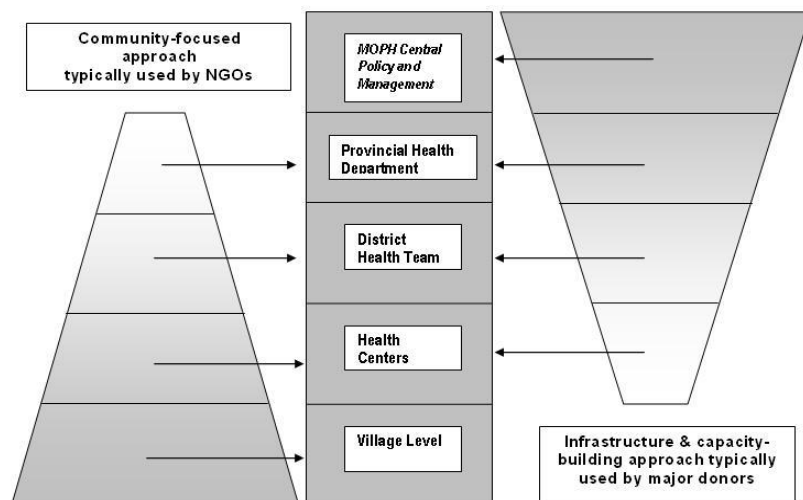 Community-focused
approach
typically used by NGOs
MOPH Central
Policy and
Management
Provincial Health
Department
District
Health Team
Health
Centers
Village Level
Infrastructure & capacity-
building approach typically
used by major donors